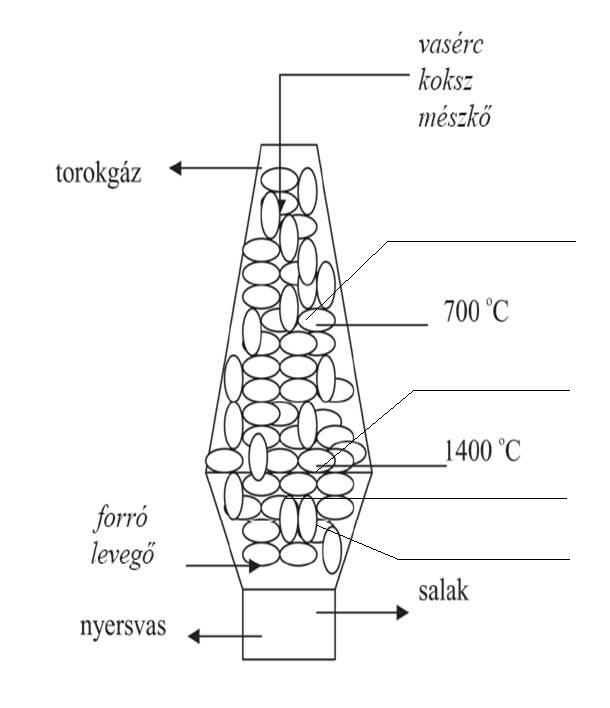 vasérc
koksz
mészkő
torokgáz
700 °C
1400 °C
forró
levegő
salak
nyersvas